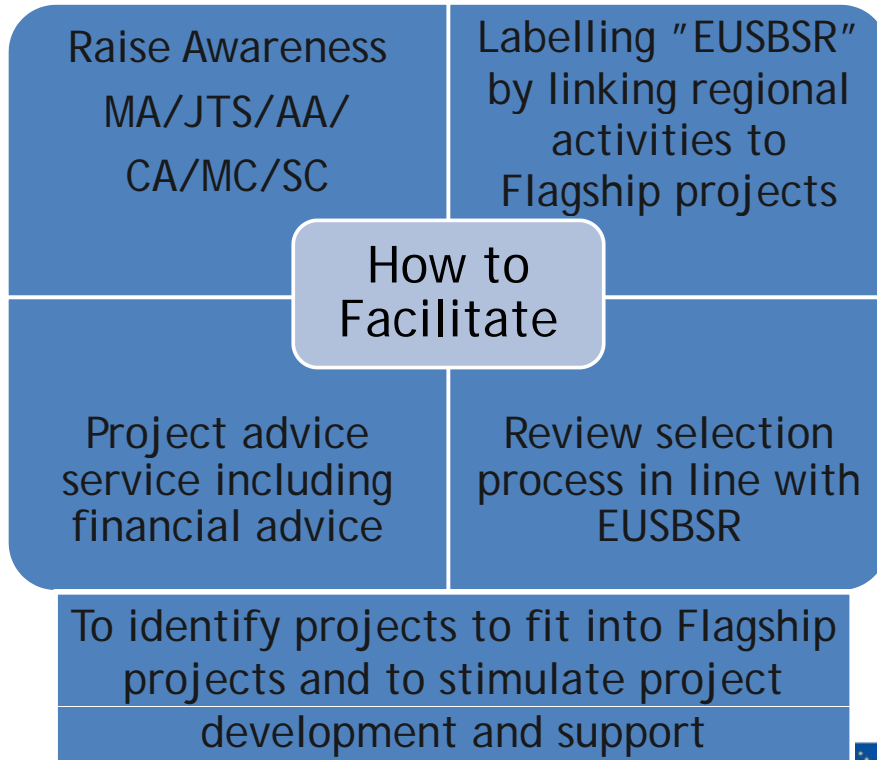 Raise Awareness
MA/JTS/AA/
CA/MC/SC
Labelling "EUSBSR"
by linking regional
activities to
Flagship projects
How to
Facilitate
Project advice
service including
financial advice
Review selection
process in line with
EUSBSR
To identify projects to fit into Flagship
projects and to stimulate project
development and support